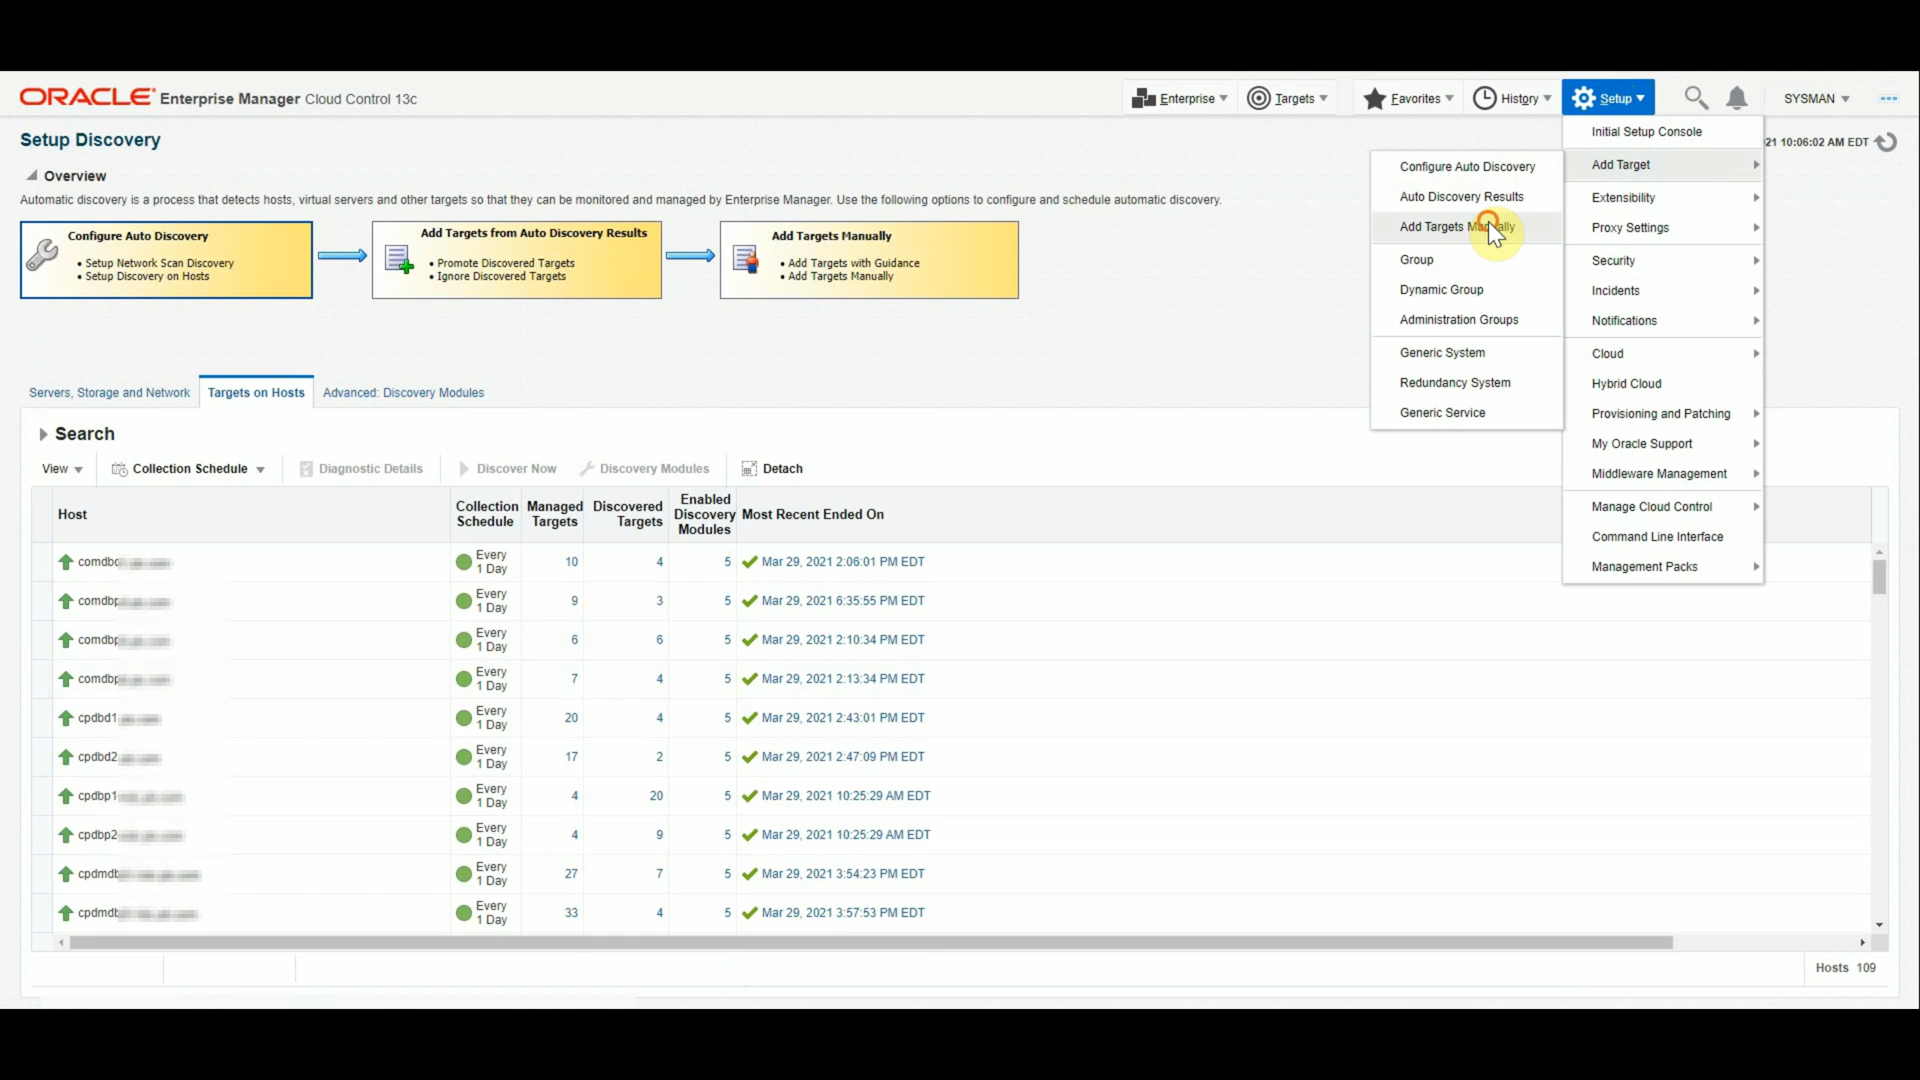 ORACLE Enterprise Manager Cloud Control 13c
Enterprise
Targets
Favorites
History
Setup
SYSMAN
Setup Discovery
21 10:06:02 AM EDT
Overview
Automatic discovery is a process that detects hosts, virtual servers and other targets so that they can be monitored and managed by Enterprise Manager. Use the following options to configure and schedule automatic discovery.
Configure Auto Discovery
• Setup Network Scan Discovery
• Setup Discovery on Hosts
Add Targets from Auto Discovery Results
• Promote Discovered Targets
• Ignore Discovered Targets
Add Targets Manually
• Add Targets with Guidance
• Add Targets Manually
Configure Auto Discovery
Auto Discovery Results
Add Targets Manually
Group
Dynamic Group
Administration Groups
Generic System
Redundancy System
Generic Service
Initial Setup Console
Add Target
Extensibility
Proxy Settings
Security
Incidents
Notifications
Cloud
Hybrid Cloud
Provisioning and Patching
My Oracle Support
Middleware Management
Manage Cloud Control
Command Line Interface
Management Packs
Servers, Storage and Network
Targets on Hosts
Advanced: Discovery Modules
Search
View
Collection Schedule
Diagnostic Details
Discover Now
Discovery Modules
Detach
Host
Collection
Schedule
Managed
Targets
Discovered
Targets
Enabled
Discovery
Modules
Most Recent Ended On
Every
1 Day
10 4 5 Mar 29, 2021 2:06:01 PM EDT
Every
1 Day
9 3 5 Mar 29, 2021 6:35:55 PM EDT
Every
1 Day
6 6 5 Mar 29, 2021 2:10:34 PM EDT
Every
1 Day
7 4 5 Mar 29, 2021 2:13:34 PM EDT
cpdbd1
Every
1 Day
20 4 5 Mar 29, 2021 2:43:01 PM EDT
cpdbd2
Every
1 Day
17 2 5 Mar 29, 2021 2:47:09 PM EDT
cpdbp1
Every
1 Day
4 20 5 Mar 29, 2021 10:25:29 AM EDT
cpdbp2
Every
1 Day
4 9 5 Mar 29, 2021 10:25:29 AM EDT
Every
1 Day
27 7 5 Mar 29, 2021 3:54:23 PM EDT
Every
1 Day
33 4 5 Mar 29, 2021 3:57:53 PM EDT
Hosts 109